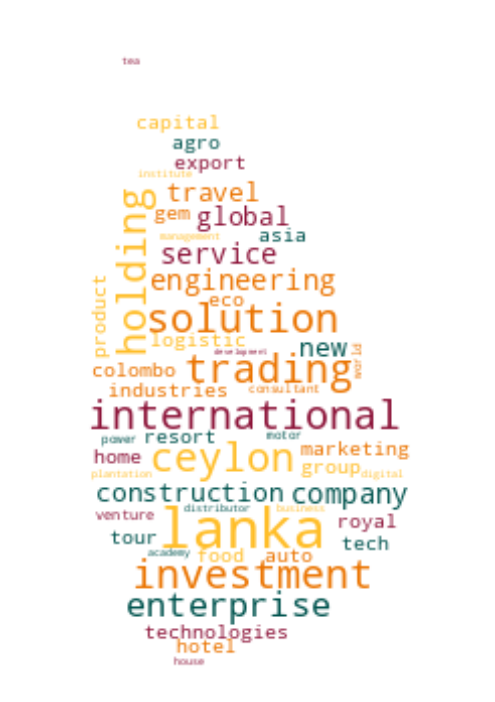 tea
capital
agro
export
institute
travel
holding
gem global
management asia
service
engineering
product
eco
solution
logistic
development new
world
colombo trading
industries consultant
international
power resort motor
home ceylon marketing
plantation group digital
construction company
distributor business
venture lanka royal
tour tech
academy food auto
investment
enterprise
technologies
hotel
house